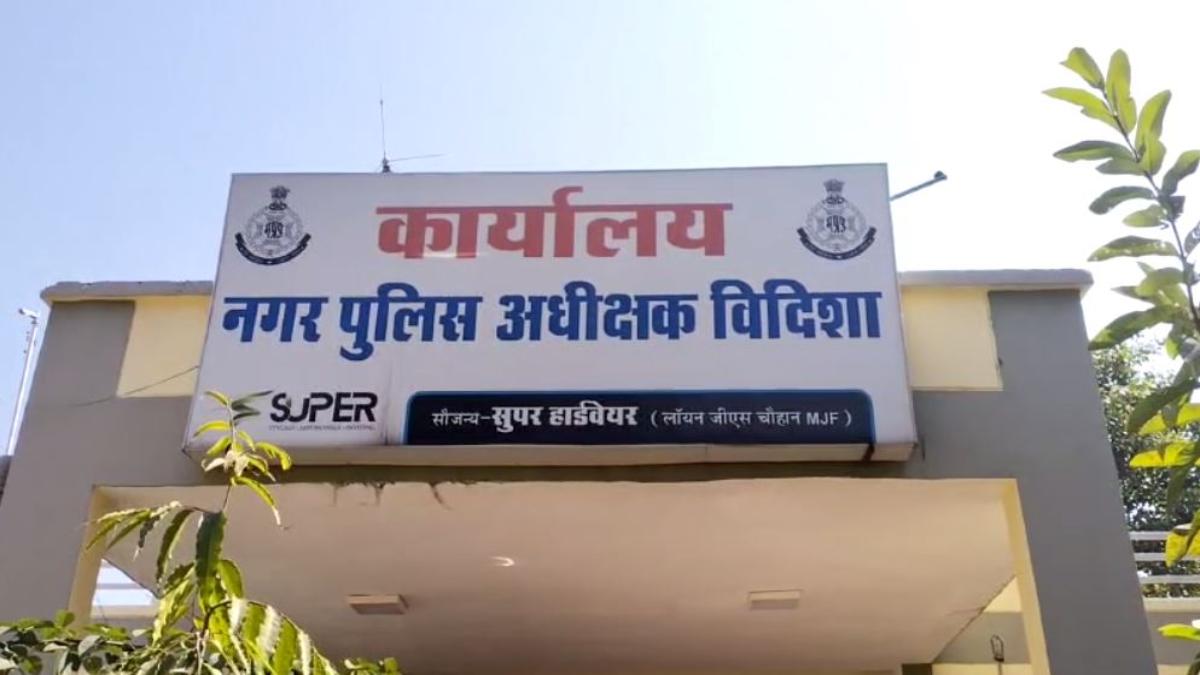 कार्यालय
नगर पुलिस अधीक्षक विदिशा
SUPER
सौजन्य-सुपर हार्डवेयर ( लॉयन जीएस चौहान MJF )